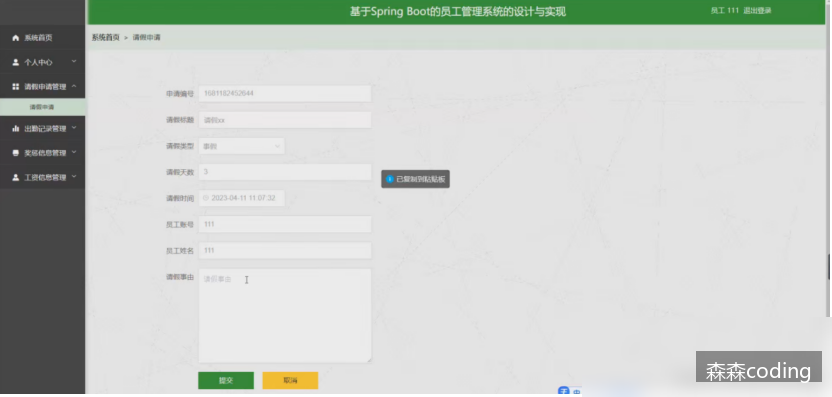 基于Spring Boot的员工管理系统的设计与实现
员工 111 退出登录
系统首页
个人中心
请假申请管理
请假申请
出勤记录管理
奖惩信息管理
工资信息管理
系统首页 > 请假申请
申请编号 1681182452644
请假标题 请假xx
请假类型 事假
请假天数 3
请假时间 2023-04-11 11:07:32
员工账号 111
员工姓名 111
请假事由 请假事由
已复制到粘贴板
提交 取消
中
森森coding